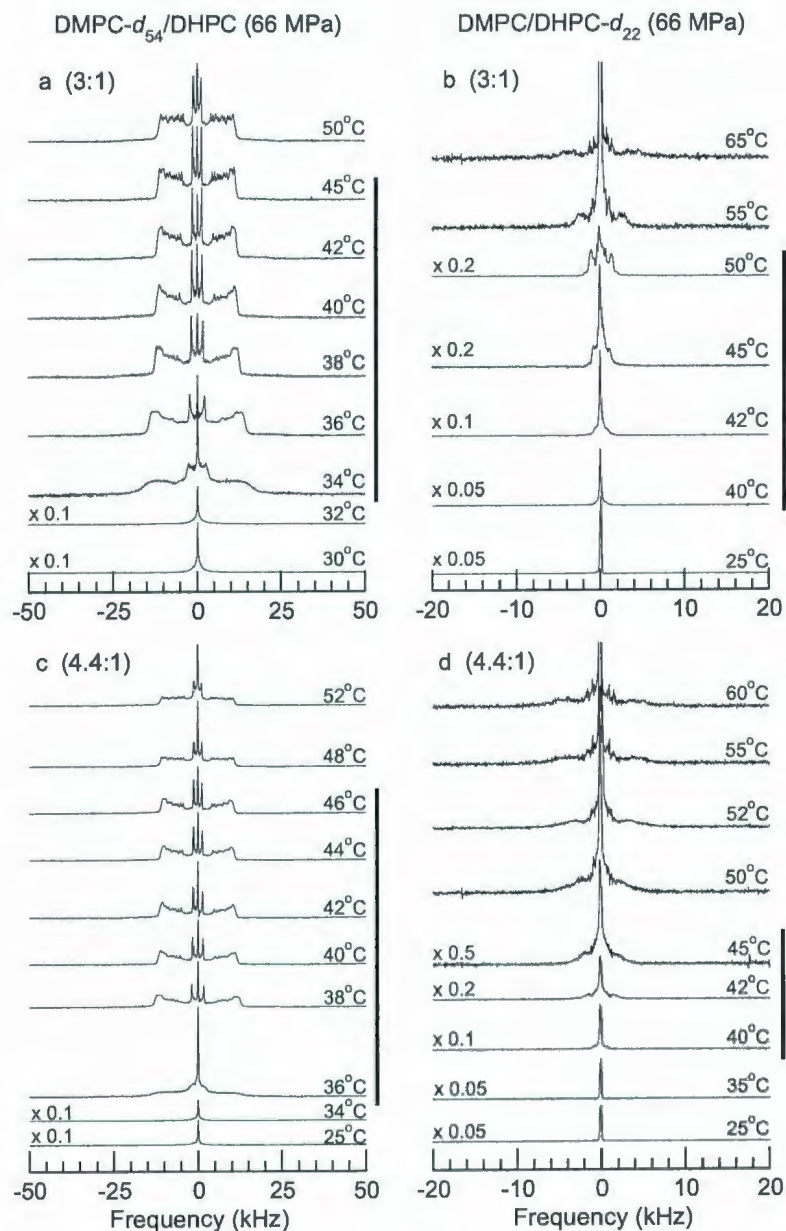 DMPC-d54/DHPC (66 MPa)
DMPC/DHPC-d22 (66 MPa)
a (3:1)
50°C
45°C
42°C
40°C
38°C
36°C
34°C
x 0.1 32°C
x 0.1 30°C
-50 -25 0 25 50
b (3:1)
65°C
55°C
x 0.2 50°C
x 0.2 45°C
x 0.1 42°C
x 0.05 40°C
x 0.05 25°C
-20 -10 0 10 20
c (4.4:1)
52°C
48°C
46°C
44°C
42°C
40°C
38°C
36°C
x 0.1 34°C
x 0.1 25°C
-50 -25 0 25 50
Frequency (kHz)
d (4.4:1)
60°C
55°C
52°C
50°C
x 0.5 45°C
x 0.2 42°C
x 0.1 40°C
x 0.05 35°C
x 0.05 25°C
-20 -10 0 10 20
Frequency (kHz)